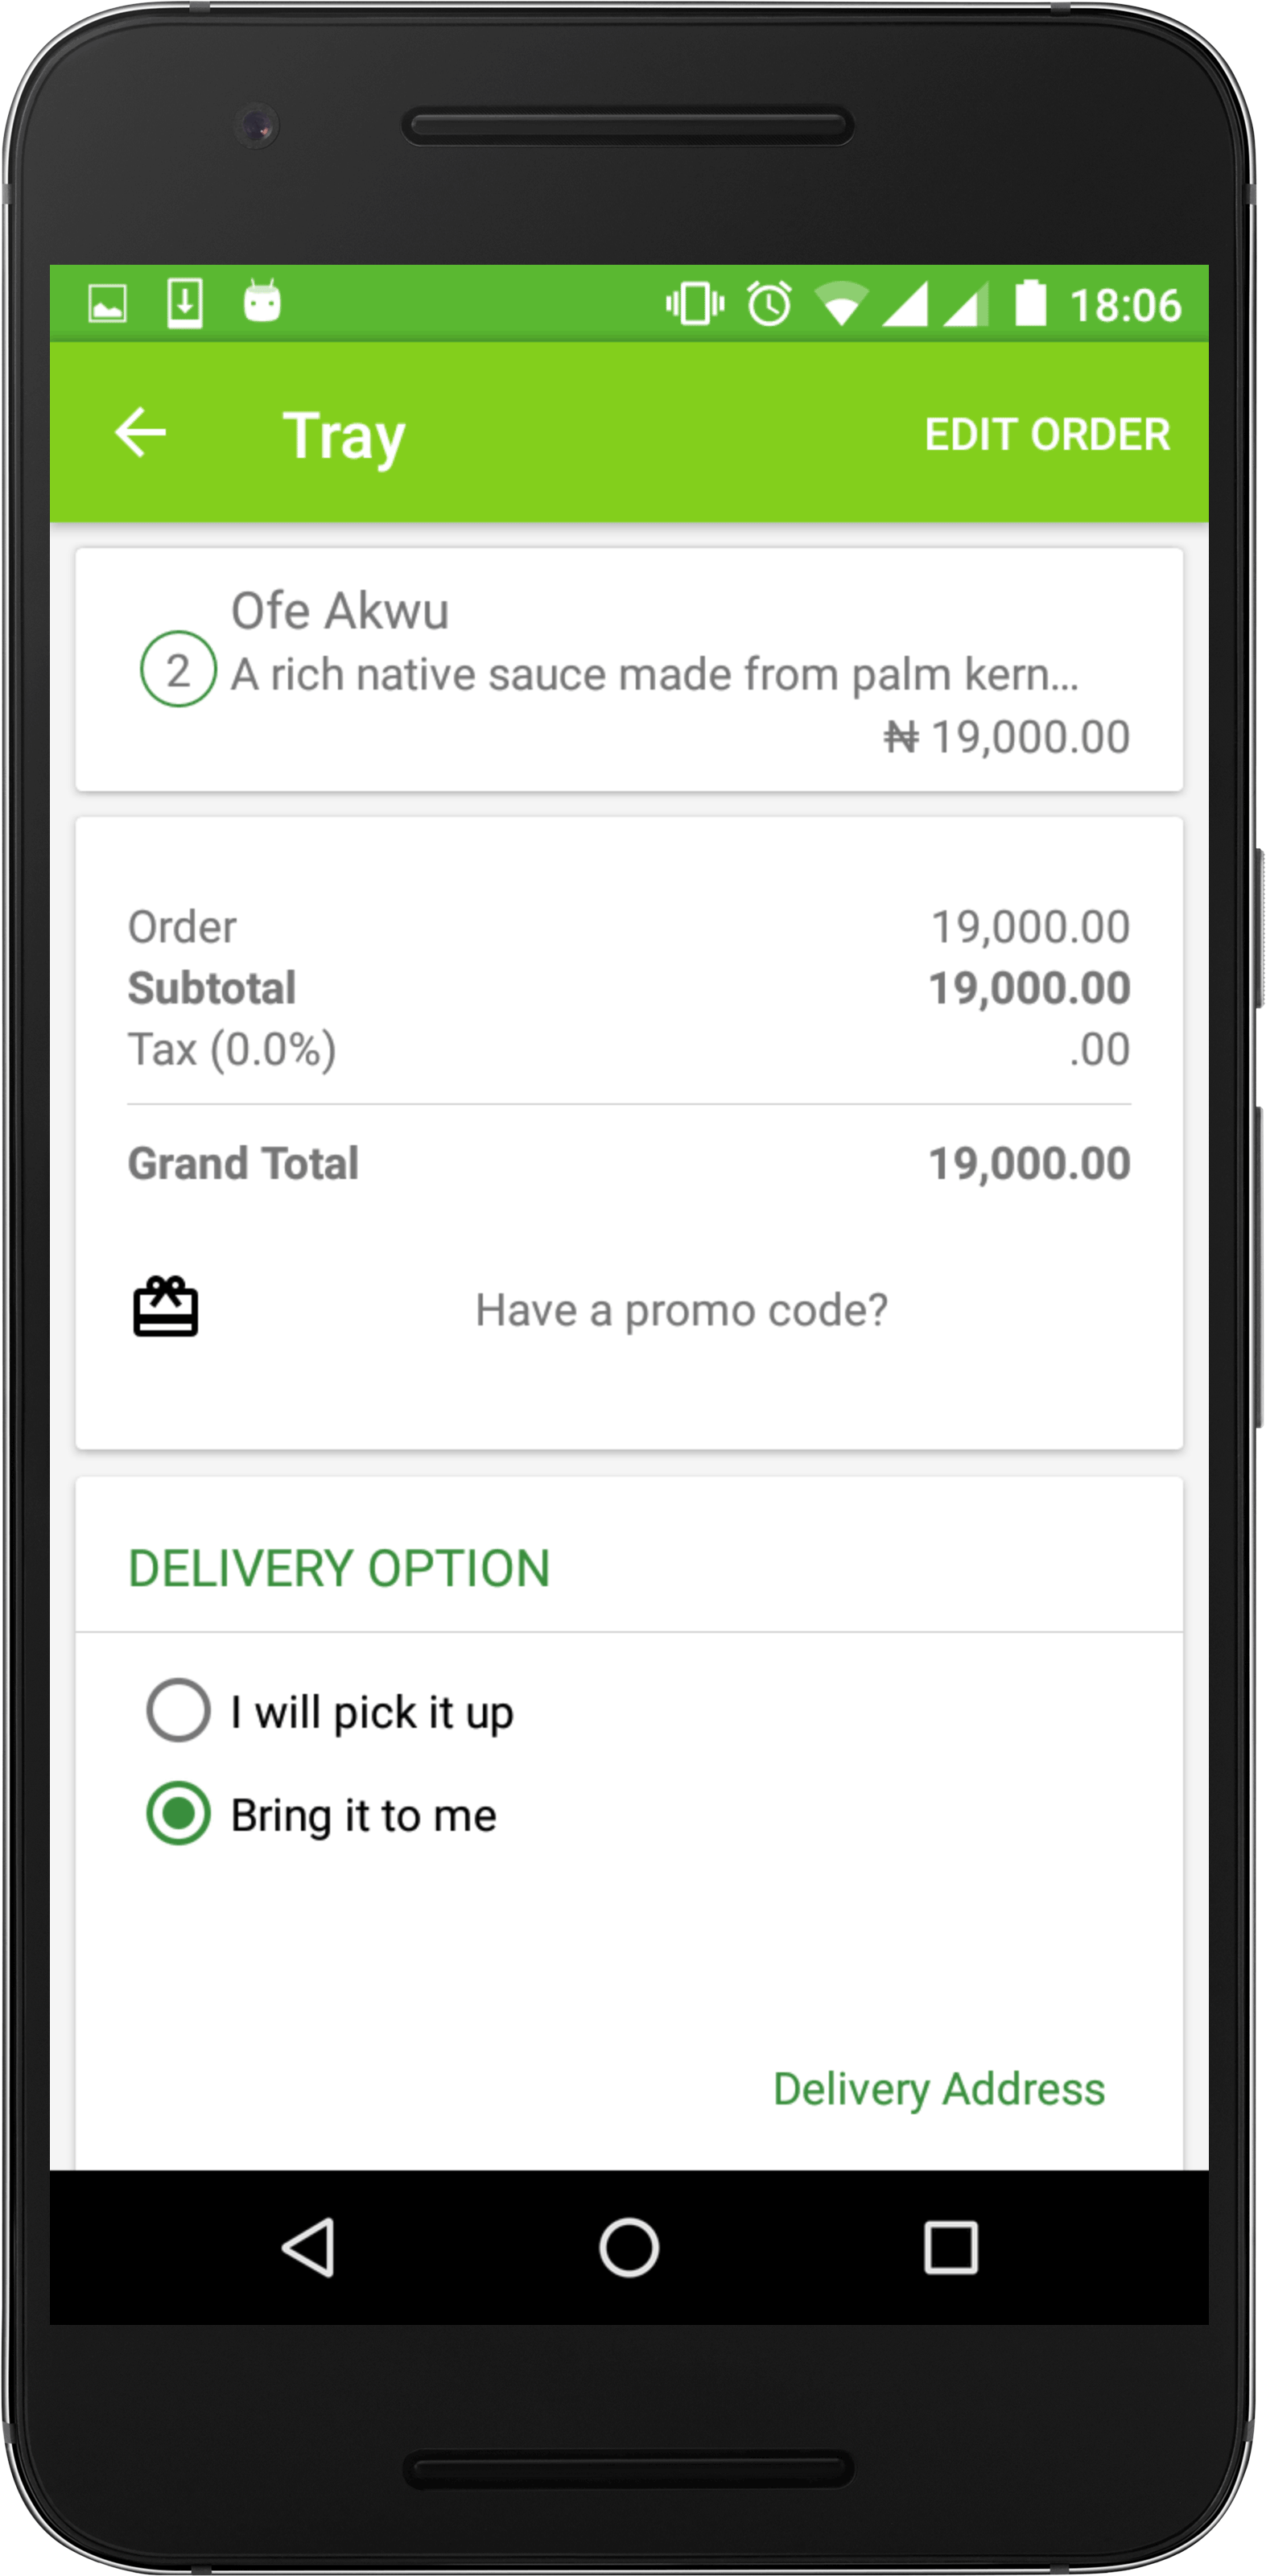 18:06
Tray EDIT ORDER
Ofe Akwu
2 A rich native sauce made from palm kern...
₦ 19,000.00
Order 19,000.00
Subtotal 19,000.00
Tax (0.0%) .00
Grand Total 19,000.00
Have a promo code?
DELIVERY OPTION
I will pick it up
Bring it to me
Delivery Address